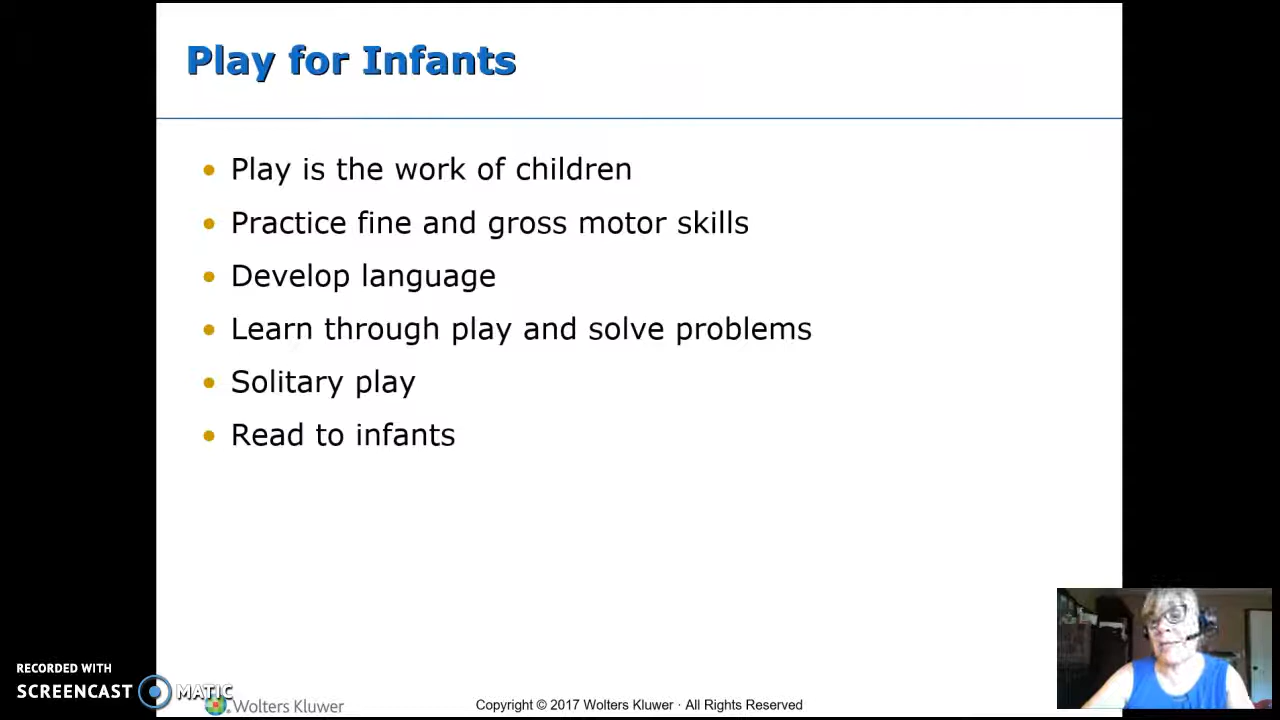 Play for Infants
Play is the work of children
Practice fine and gross motor skills
Develop language
Learn through play and solve problems
Solitary play
Read to infants
RECORDED WITH
SCREENCAST MATIC
Wolters Kluwer
Copyright © 2017 Wolters Kluwer · All Rights Reserved